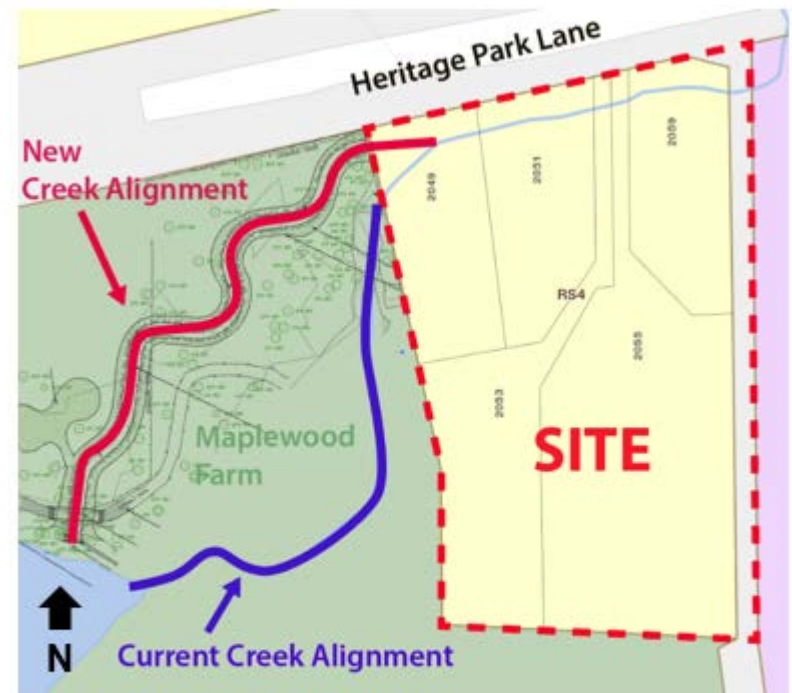 Heritage Park Lane
New
Creek Alignment
2049
2051
2059
RS4
2055
2053
SITE
Maplewood
Farm
N
Current Creek Alignment